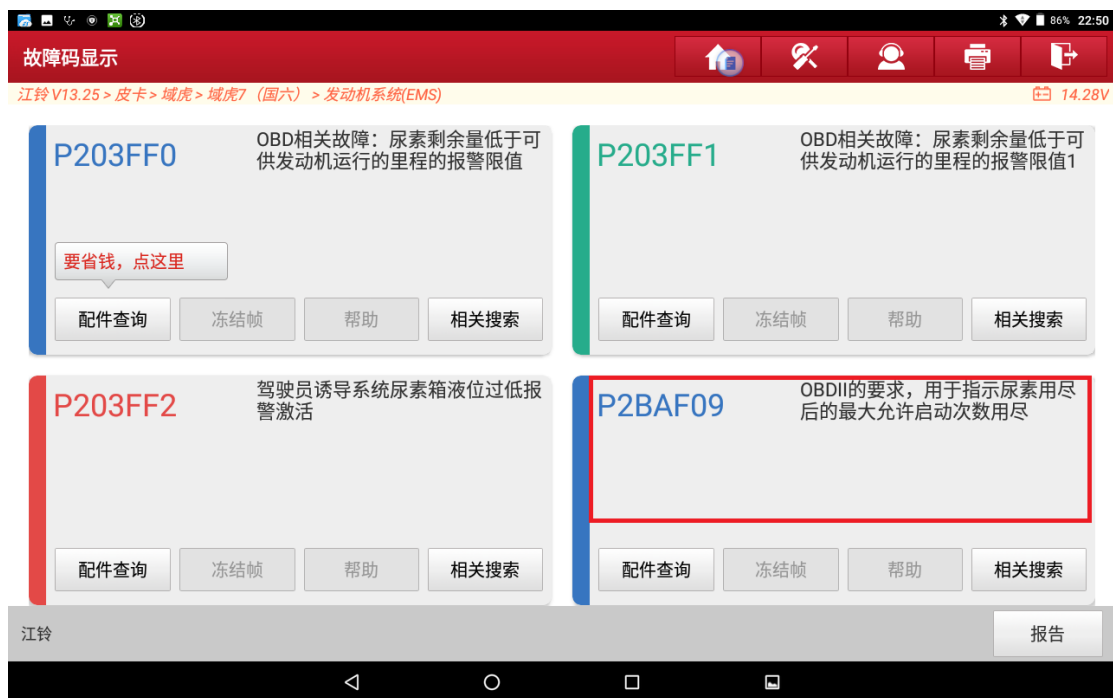 86% 22:50
故障码显示
江铃 V13.25 > 皮卡 > 域虎 > 域虎7（国六） > 发动机系统(EMS)
14.28V
P203FF0
OBD相关故障：尿素剩余量低于可
供发动机运行的里程的报警限值
要省钱，点这里
配件查询 冻结帧 帮助 相关搜索
P203FF1
OBD相关故障：尿素剩余量低于可
供发动机运行的里程的报警限值1
配件查询 冻结帧 帮助 相关搜索
P203FF2
驾驶员诱导系统尿素箱液位过低报
警激活
配件查询 冻结帧 帮助 相关搜索
P2BAF09
OBDII的要求，用于指示尿素用尽
后的最大允许启动次数用尽
配件查询 冻结帧 帮助 相关搜索
江铃
报告